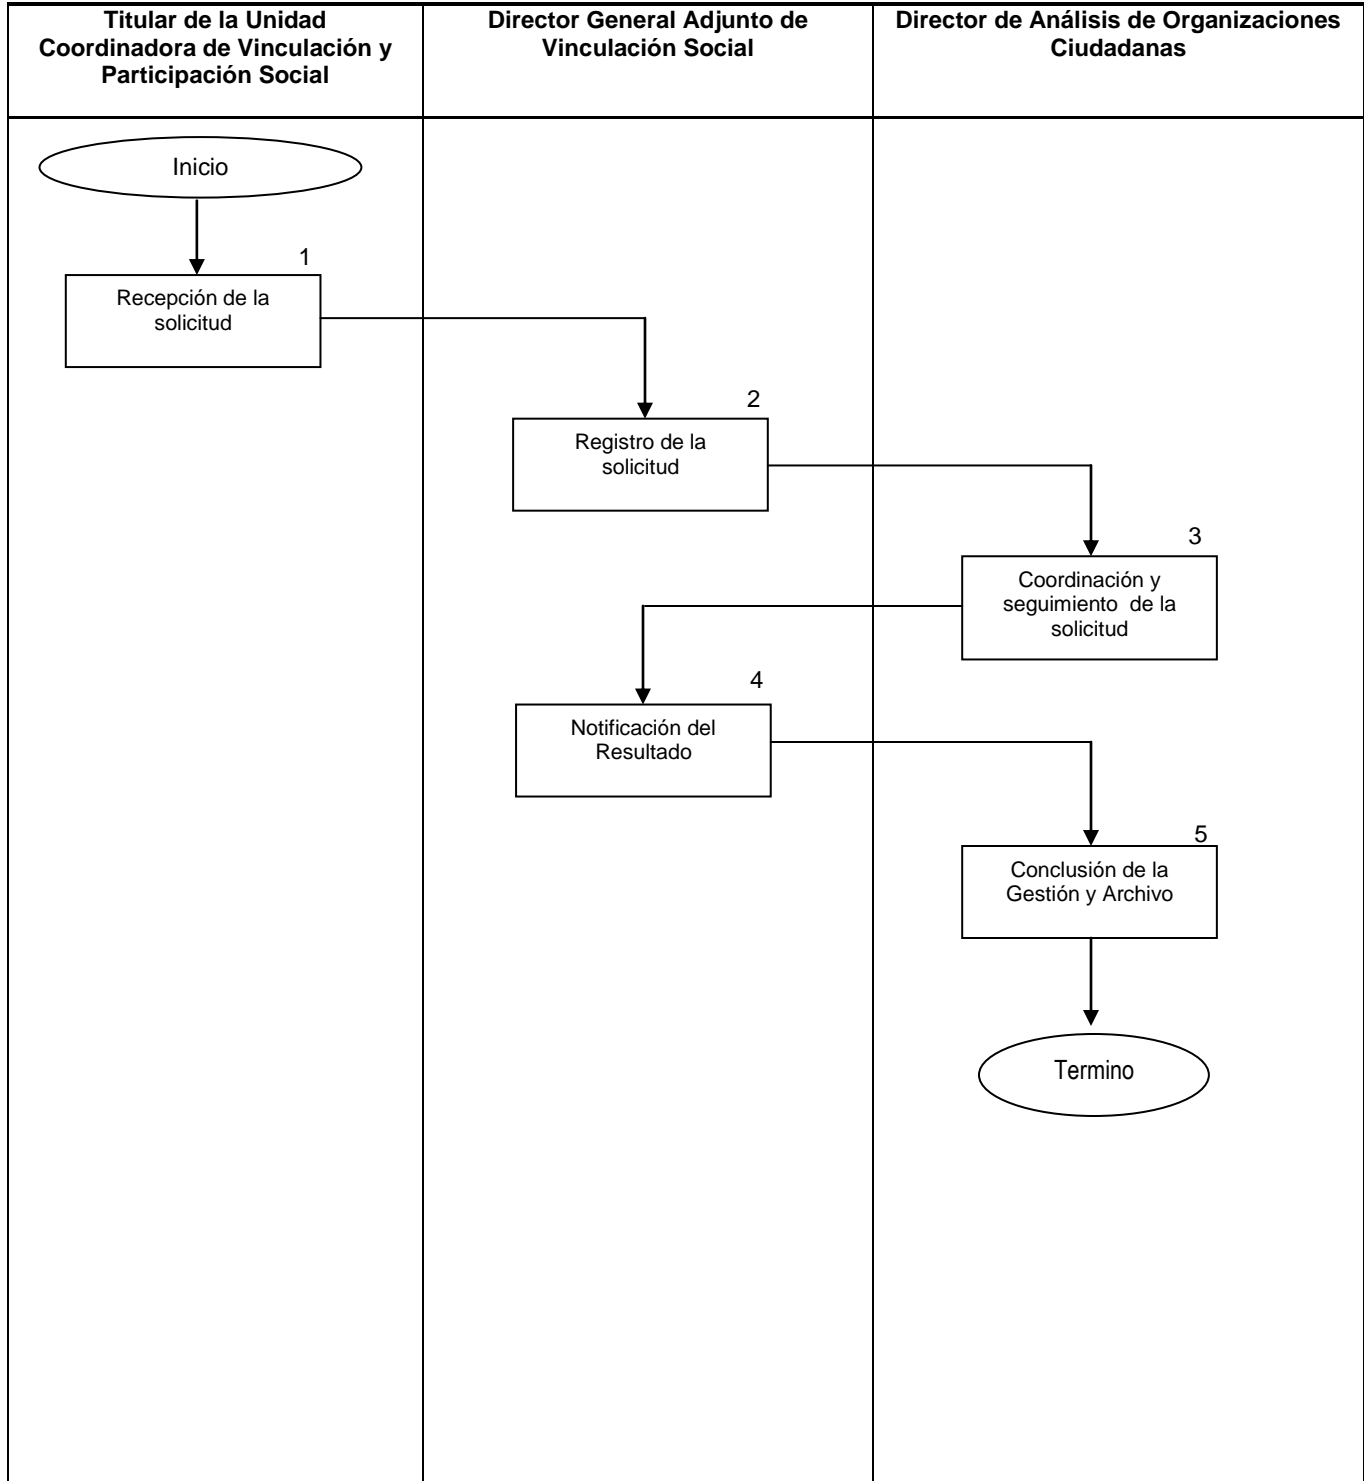 Titular de la Unidad
Coordinadora de Vinculación y
Participación Social
Director General Adjunto de
Vinculación Social
Director de Análisis de Organizaciones
Ciudadanas
Inicio
1
Recepción de la
solicitud
2
Registro de la
solicitud
3
Coordinación y
seguimiento de la
solicitud
4
Notificación del
Resultado
5
Conclusión de la
Gestión y Archivo
Termino